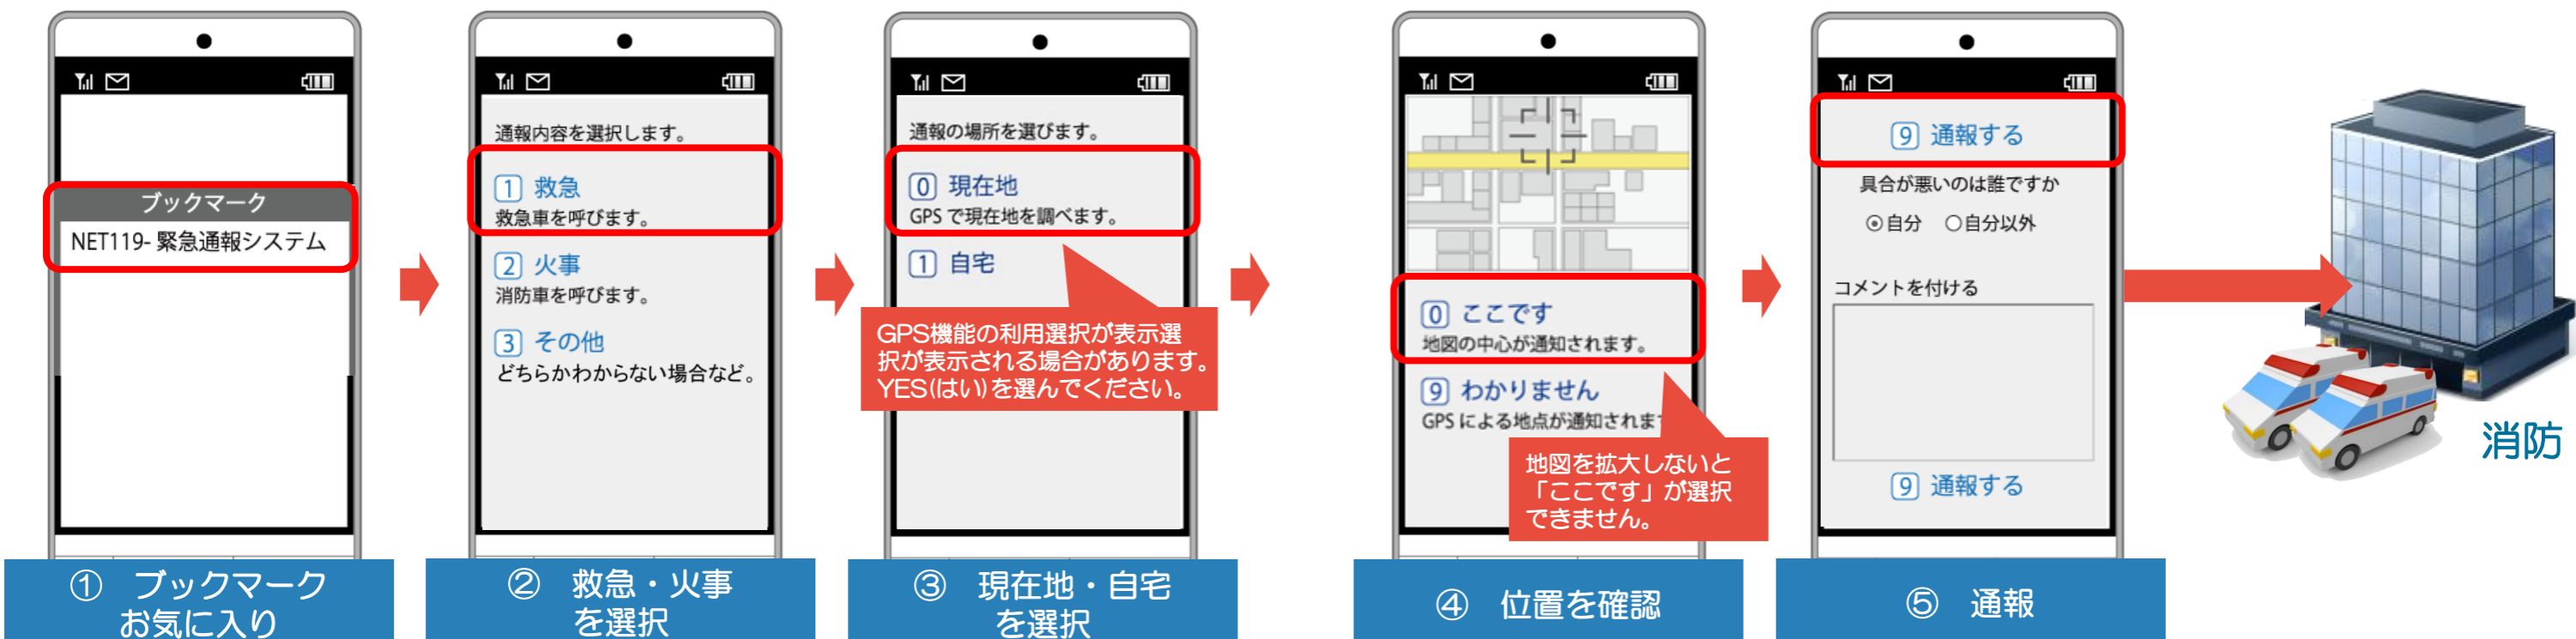 ブックマーク
NET119- 緊急通報システム
① ブックマーク
お気に入り
通報内容を選択します。
1 救急
救急車を呼びます。
2 火事
消防車を呼びます。
3 その他
どちらかわからない場合など。
② 救急・火事
を選択
通報の場所を選びます。
0 現在地
GPS で現在地を調べます。
1 自宅
GPS機能の利用選択が表示選
択が表示される場合があります。
YES(はい)を選んでください。
③ 現在地・自宅
を選択
0 ここです
地図の中心が通知されます。
9 わかりません
GPS による地点が通知されます
地図を拡大しないと
「ここです」が選択
できません。
④ 位置を確認
9 通報する
具合が悪いのは誰ですか
◉自分 〇自分以外
コメントを付ける
9 通報する
⑤ 通報
消防